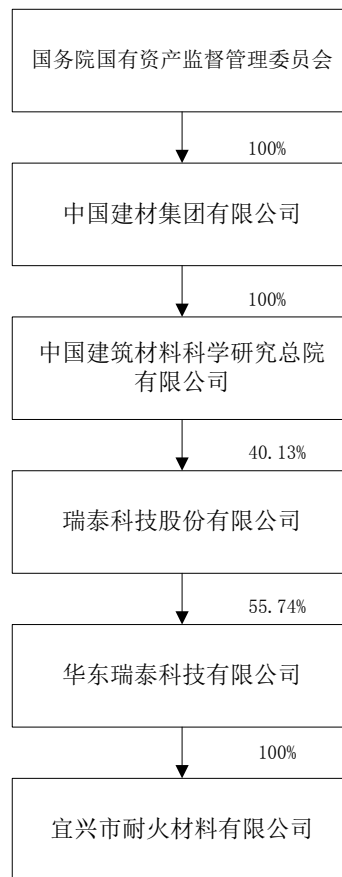 国务院国有资产监督管理委员会
100%
中国建材集团有限公司
100%
中国建筑材料科学研究总院
有限公司
40.13%
瑞泰科技股份有限公司
55.74%
华东瑞泰科技有限公司
100%
宜兴市耐火材料有限公司